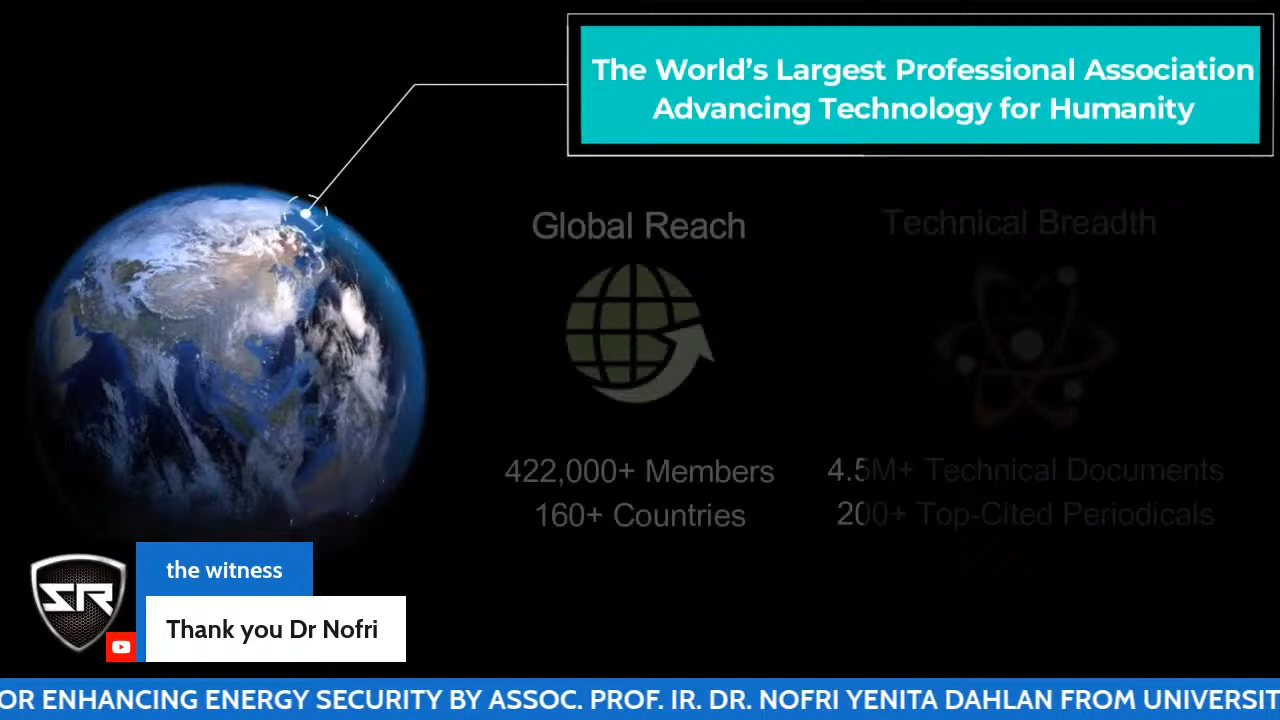 The World’s Largest Professional Association
Advancing Technology for Humanity
Global Reach
Technical Breadth
422,000+ Members
160+ Countries
4.5M+ Technical Documents
200+ Top-Cited Periodicals
SR
the witness
Thank you Dr Nofri
OR ENHANCING ENERGY SECURITY BY ASSOC. PROF. IR. DR. NOFRI YENITA DAHLAN FROM UNIVERSIT